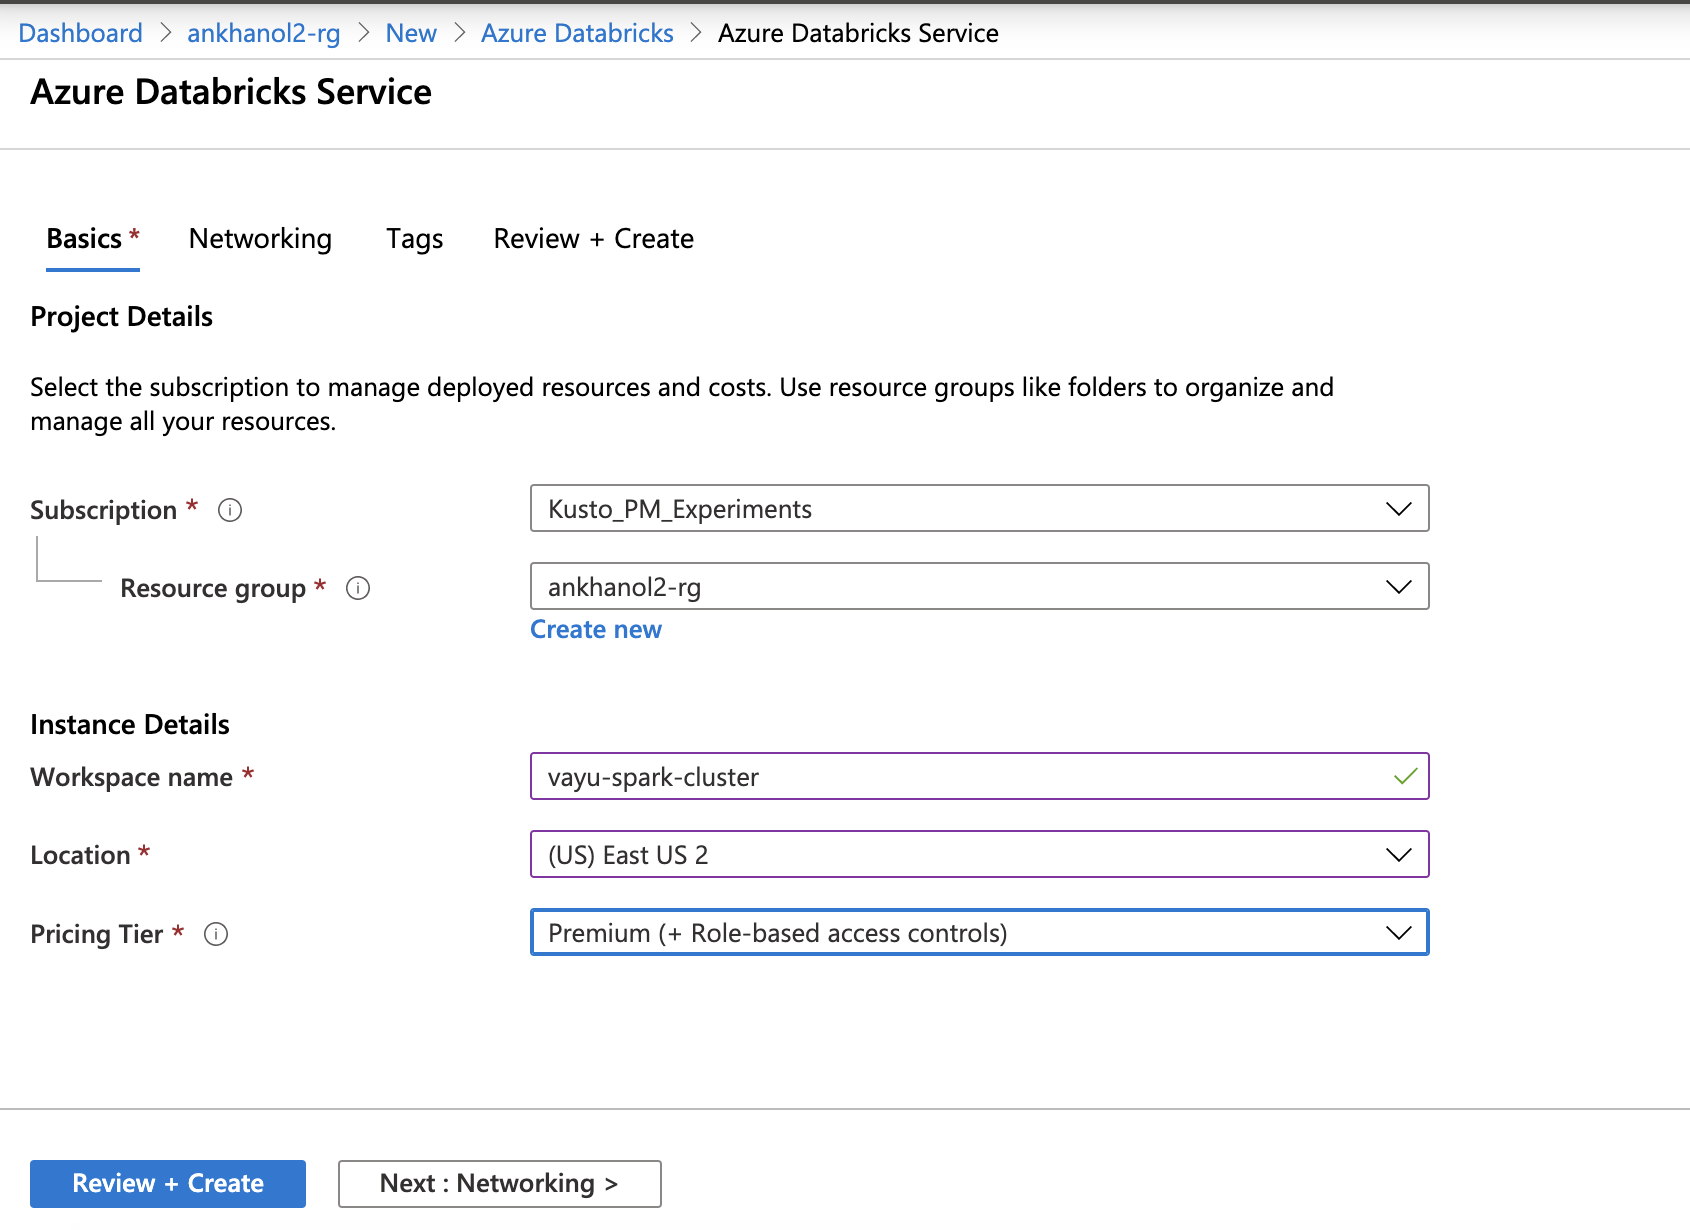 Dashboard > ankhanol2-rg > New > Azure Databricks > Azure Databricks Service
Azure Databricks Service
Basics * Networking Tags Review + Create
Project Details
Select the subscription to manage deployed resources and costs. Use resource groups like folders to organize and
manage all your resources.
Subscription * Kusto_PM_Experiments
Resource group * ankhanol2-rg
Create new
Instance Details
Workspace name * vayu-spark-cluster
Location * (US) East US 2
Pricing Tier * Premium (+ Role-based access controls)
Review + Create Next : Networking >